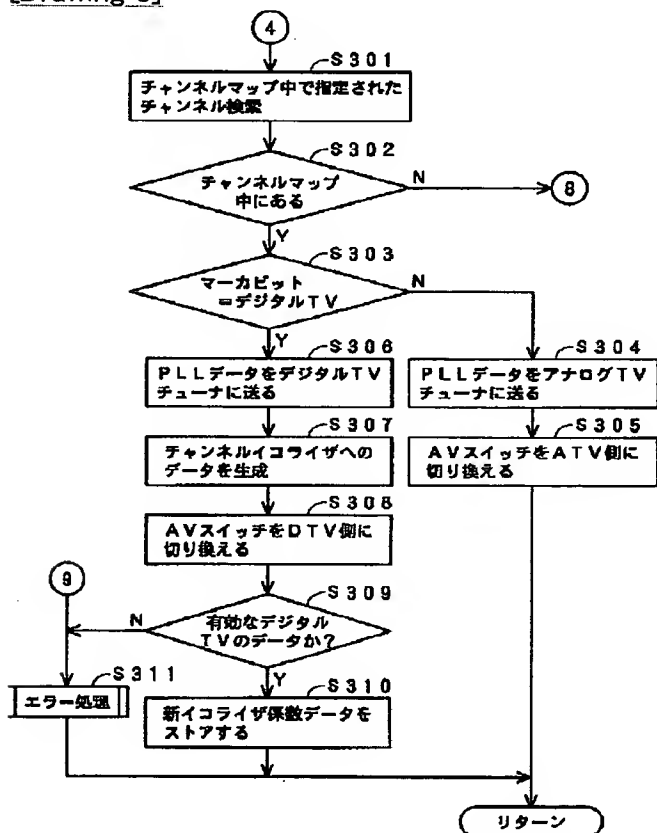 4
S301
チャンネルマップ中で指定された
チャンネル検索
S302
チャンネルマップ
中にある
N
8
Y
S303
マーカビット
=デジタルTV
N
Y
S306
PLLデータをデジタルTV
チューナに送る
S304
PLLデータをアナログTV
チューナに送る
S307
チャンネルイコライザへの
データを生成
S305
AVスイッチをATV側に
切り換える
S308
AVスイッチをDTV側に
切り換える
9
S309
有効なデジタル
TVのデータか?
N
Y
S311
エラー処理
S310
新イコライザ係数データを
ストアする
リターン